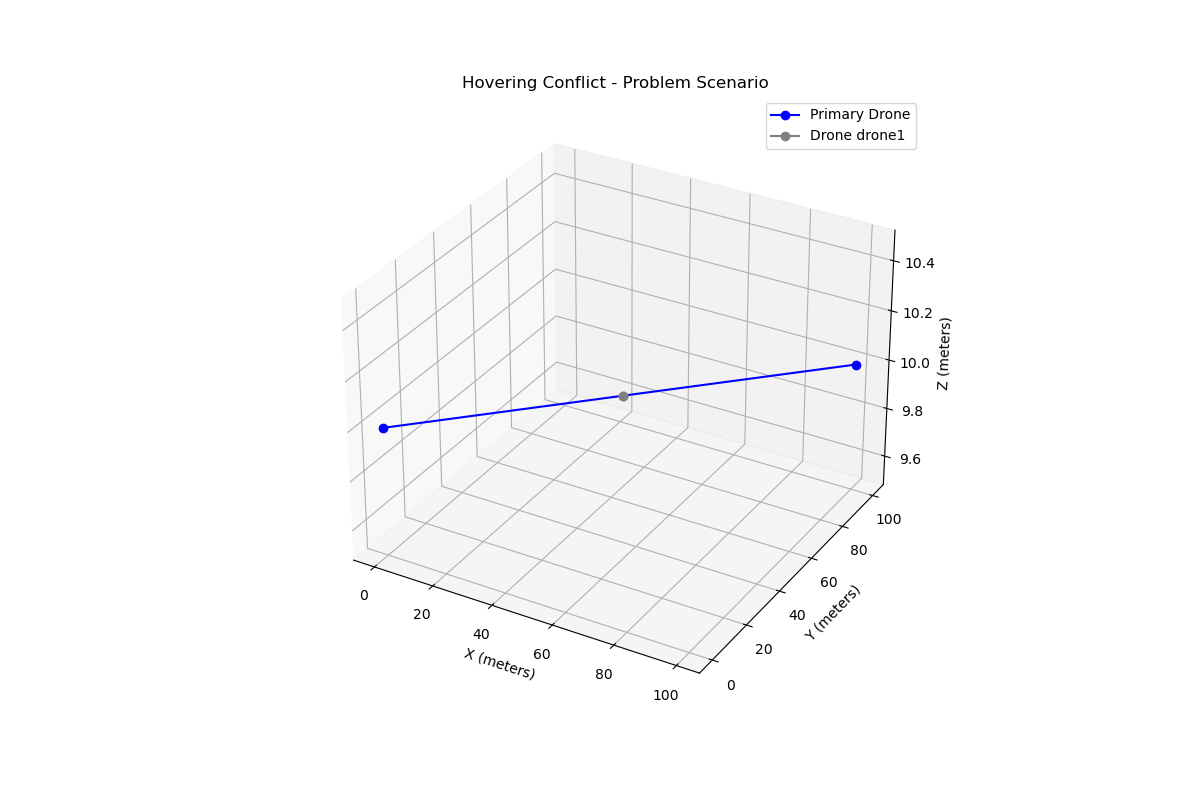 Hovering Conflict - Problem Scenario
Primary Drone
Drone drone1
10.4
10.2
10.0
9.8
9.6
Z (meters)
100
80
60
40
20
0
Y (meters)
0
20
40
60
80
100
X (meters)